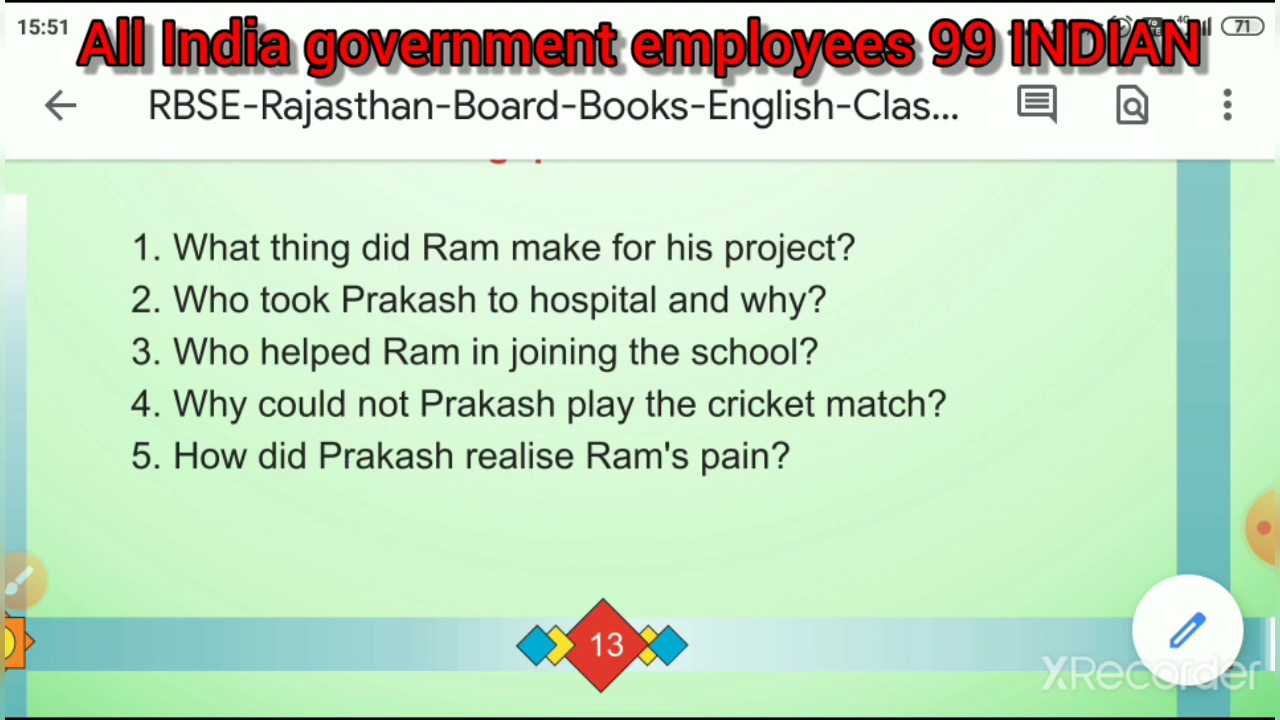 15:51
All India government employees 99 INDIAN
4G
71
RBSE-Rajasthan-Board-Books-English-Clas...
1. What thing did Ram make for his project?
2. Who took Prakash to hospital and why?
3. Who helped Ram in joining the school?
4. Why could not Prakash play the cricket match?
5. How did Prakash realise Ram's pain?
13
XRecorder